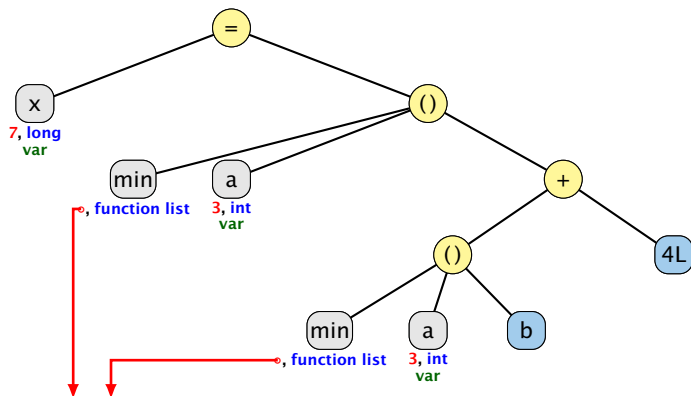 =
x
()
7, long
var
min
a
+
, function list
3, int
var
()
4L
min
a
b
, function list
3, int
var